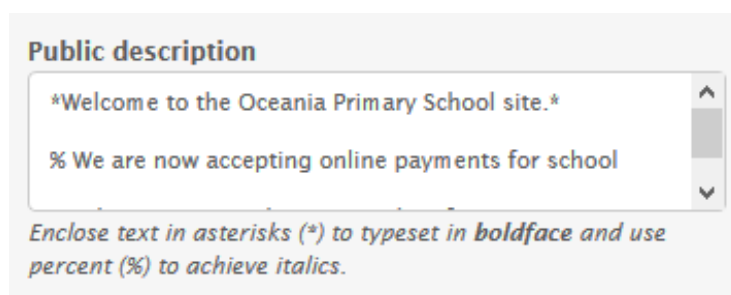 Public description
*Welcome to the Oceania Primary School site.*
% We are now accepting online payments for school
Enclose text in asterisks (*) to typeset in boldface and use
percent (%) to achieve italics.